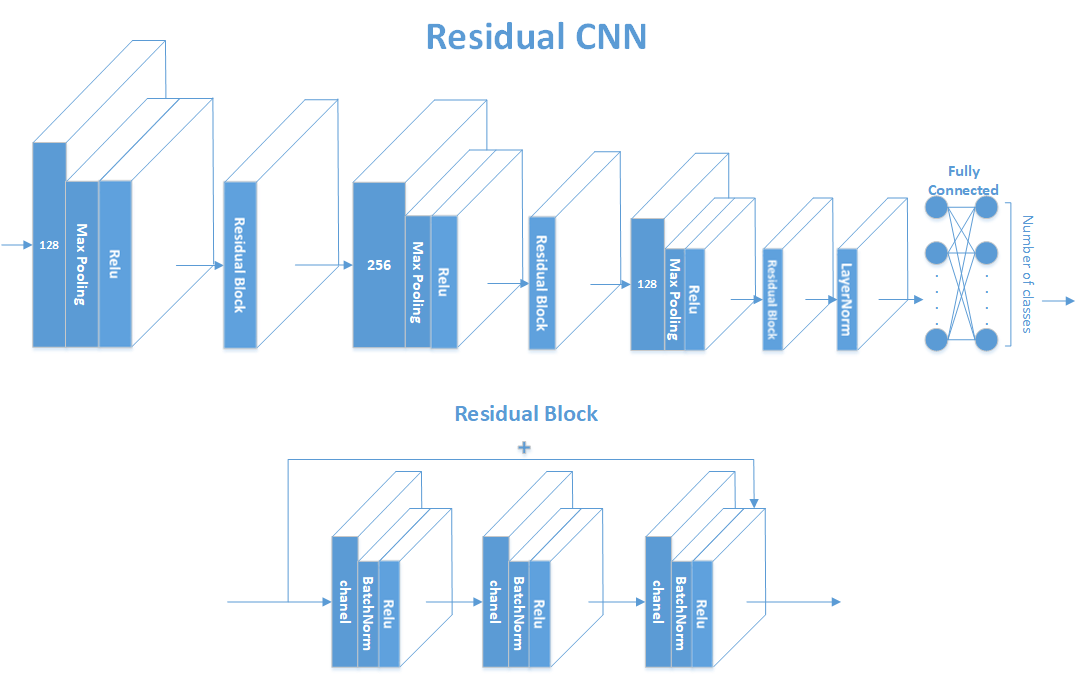 Residual CNN
128
Max Pooling
Relu
Residual Block
256
Max Pooling
Relu
Residual Block
128
Max Pooling
Relu
Residual Block
LayerNorm
Fully
Connected
Number of classes
Residual Block
+
chanel
BatchNorm
Relu
chanel
BatchNorm
Relu
chanel
BatchNorm
Relu